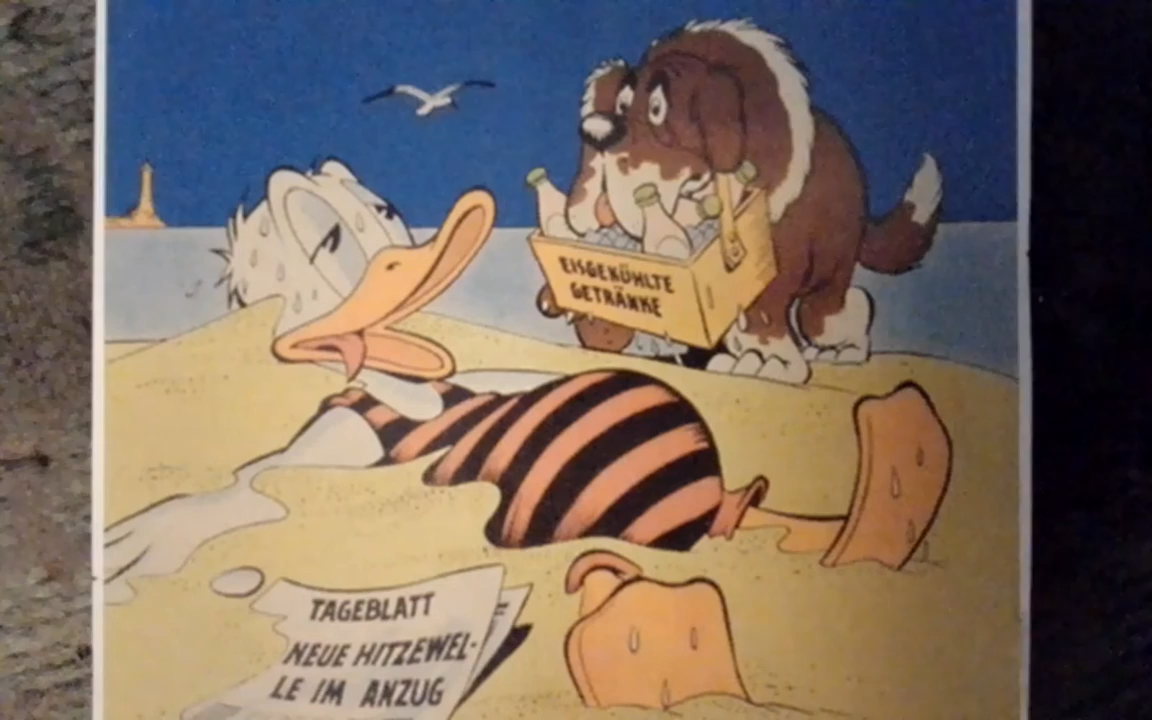 EISGEKÜHLTE
GETRÄNKE
TAGEBLATT
NEUE HITZEWEL-
LE IM ANZUG